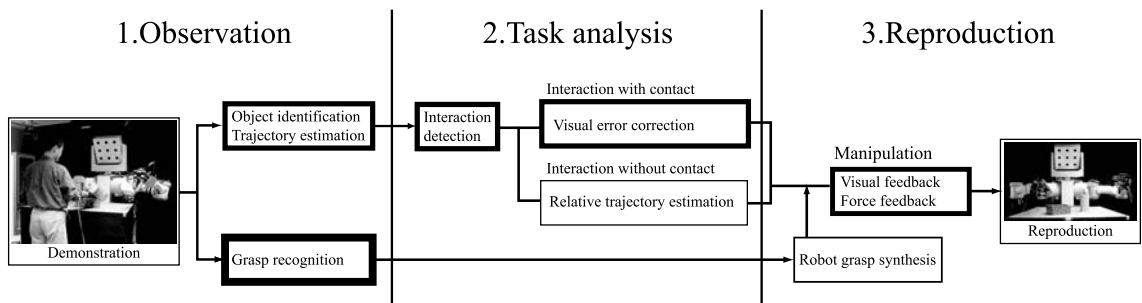 1.Observation
2.Task analysis
3.Reproduction
Object identification
Trajectory estimation
Grasp recognition
Demonstration
Interaction
detection
Interaction with contact
Visual error correction
Interaction without contact
Relative trajectory estimation
Manipulation
Visual feedback
Force feedback
Robot grasp synthesis
Reproduction